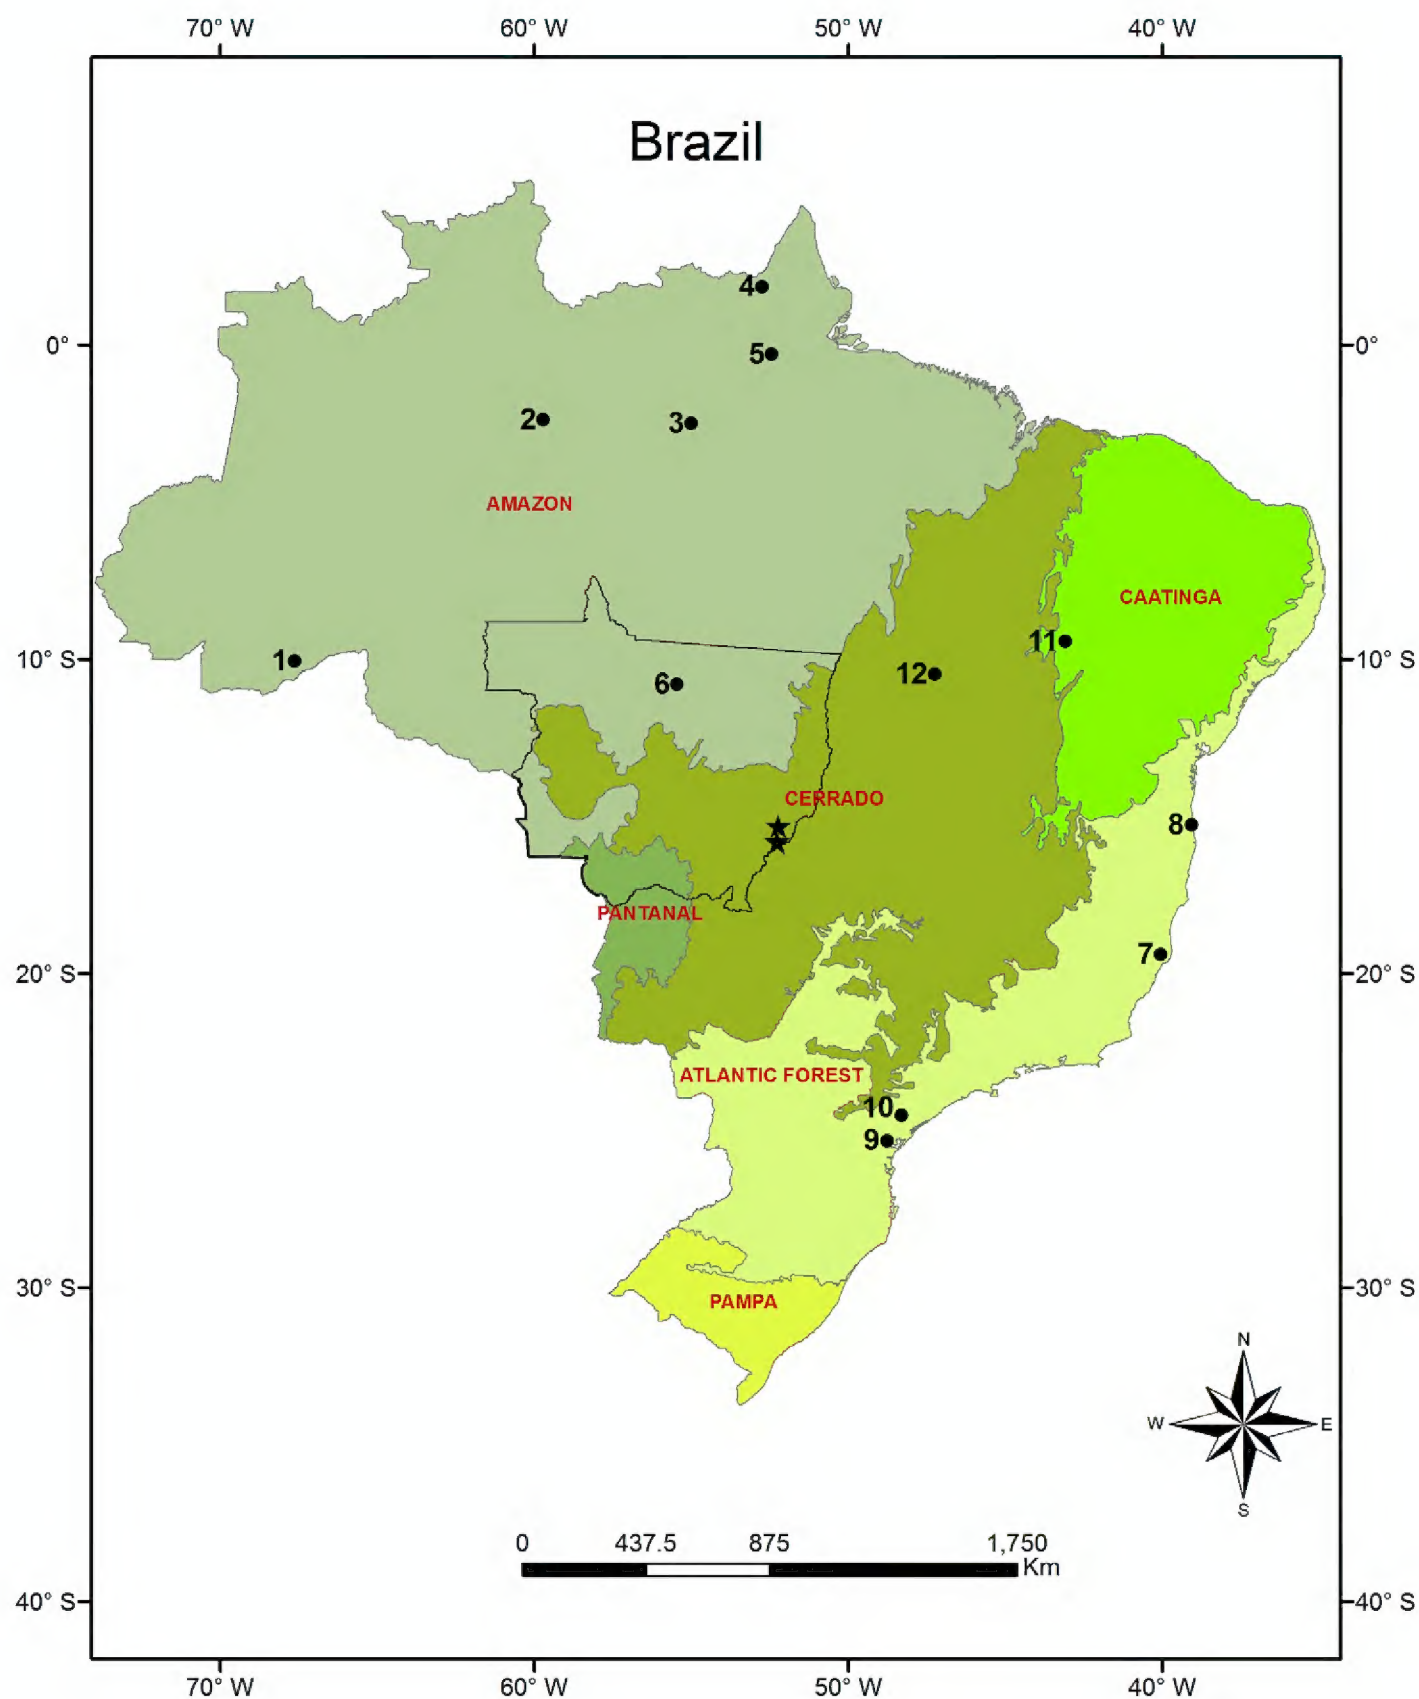 70° W 60° W 50° W 40° W
Brazil
4
0° 0°
5
2 3
AMAZON
CAATINGA
11
10° S 1 10° S
12
6
CERRADO
8
PANTANAL
7
20° S 20° S
ATLANTIC FOREST
10
9
30° S 30° S
PAMPA
N
W E
S
0 437.5 875 1,750
Km
40° S 40° S
70° W 60° W 50° W 40° W